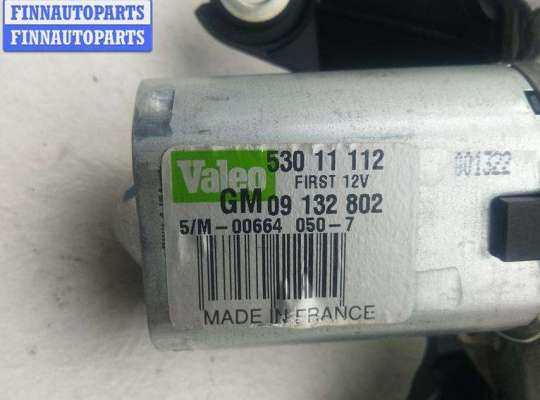 FINNAUTOPARTS
FINNAUTOPARTS
Valeo
530 11 112
FIRST 12V
GM 09 132 802
5/M-00664 050-7
MADE IN FRANCE
001322